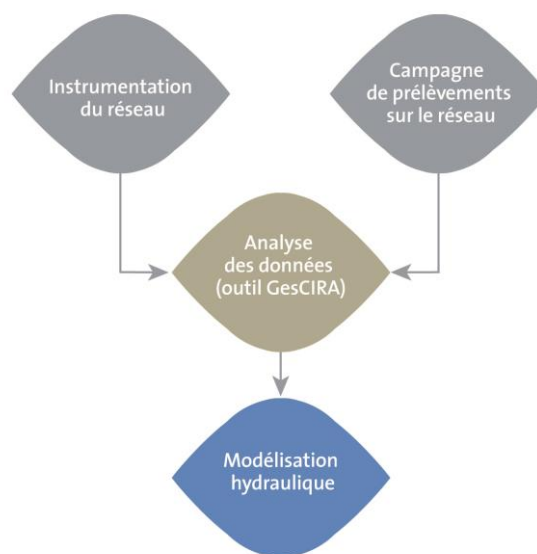 Instrumentation
du réseau
Campagne
de prélèvements
sur le réseau
Analyse
des données
(outil GesCIRA)
Modélisation
hydraulique